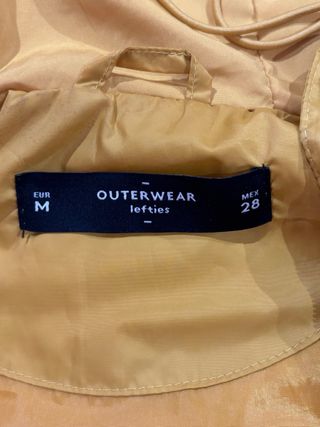 EUR
M
OUTERWEAR
lefties
MEX
28